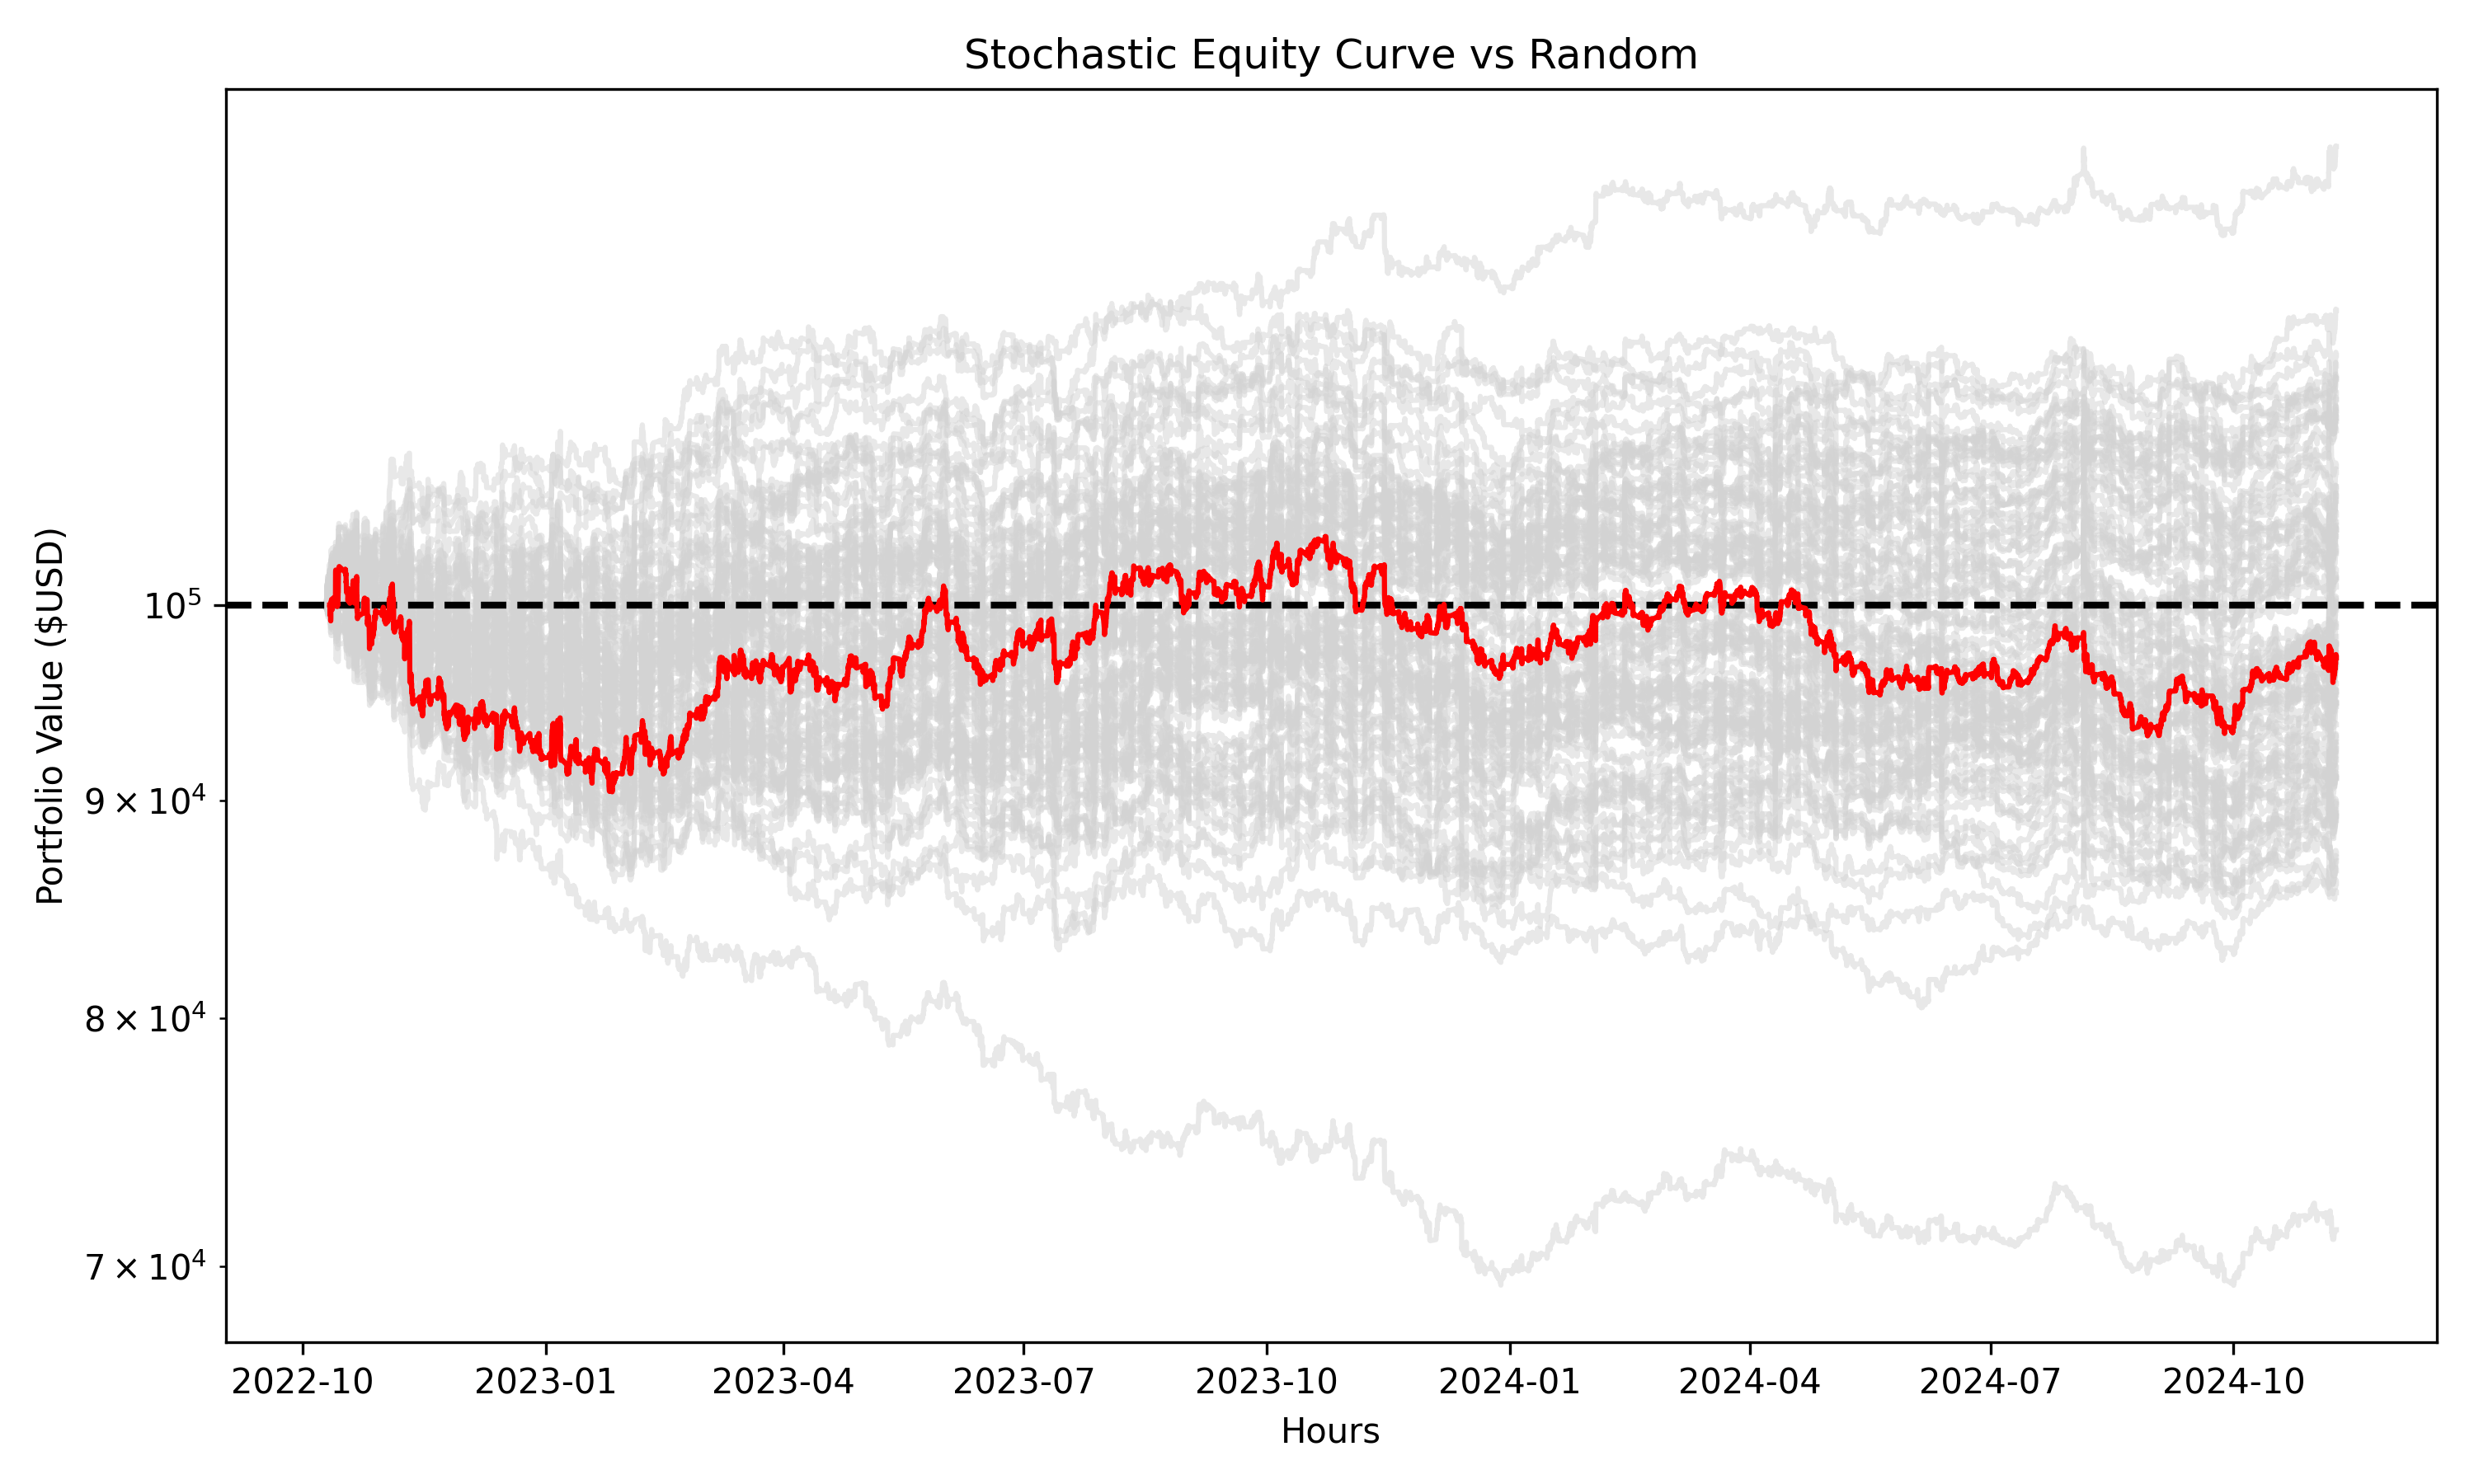 Stochastic Equity Curve vs Random
Portfolio Value ($USD)
10⁵
9 × 10⁴
8 × 10⁴
7 × 10⁴
2022-10 2023-01 2023-04 2023-07 2023-10 2024-01 2024-04 2024-07 2024-10
Hours